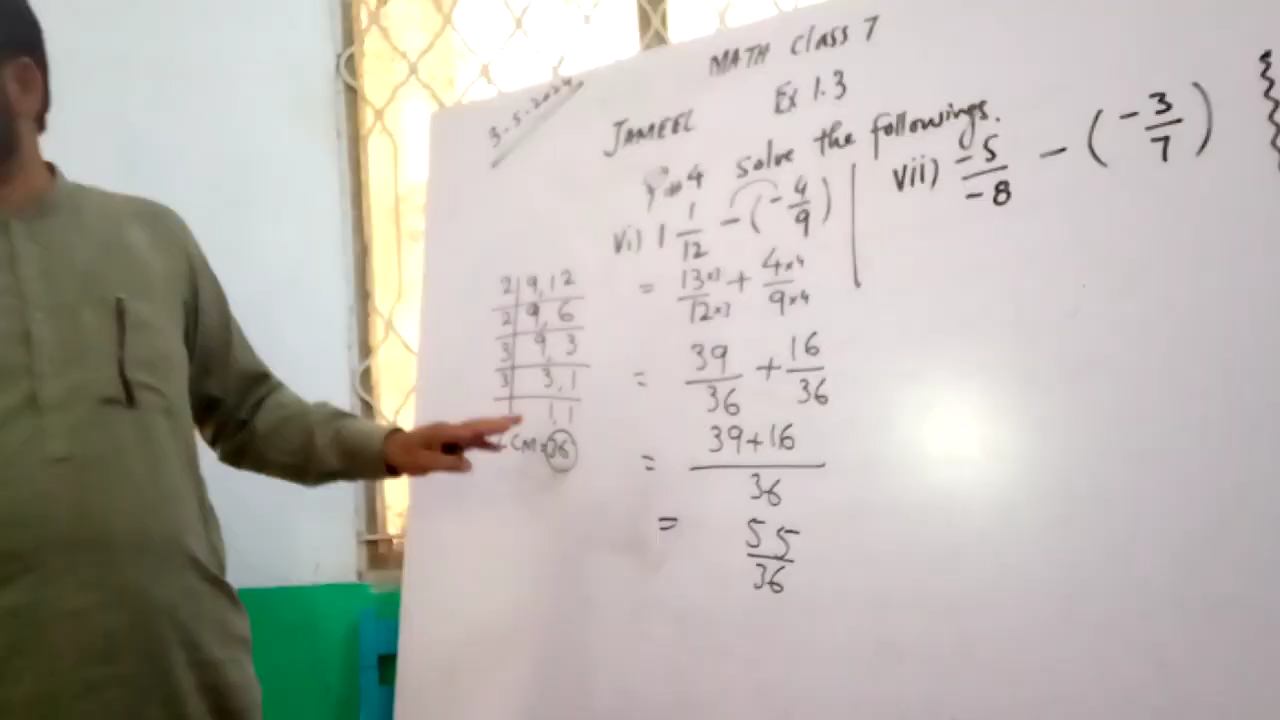 MATH Class 7
3-5-2024
JAMEEL
Ex 1.3
4 Solve the followings.
vi) 1 1/12 - (-4/9)
= 13×3/12×3 + 4×4/9×4
= 39/36 + 16/36
= 39+16/36
= 55/36
2 | 9, 12
2 | 9, 6
3 | 9, 3
3 | 3, 1
1, 1
LCM = 36
vii) -5/-8 - (-3/7)